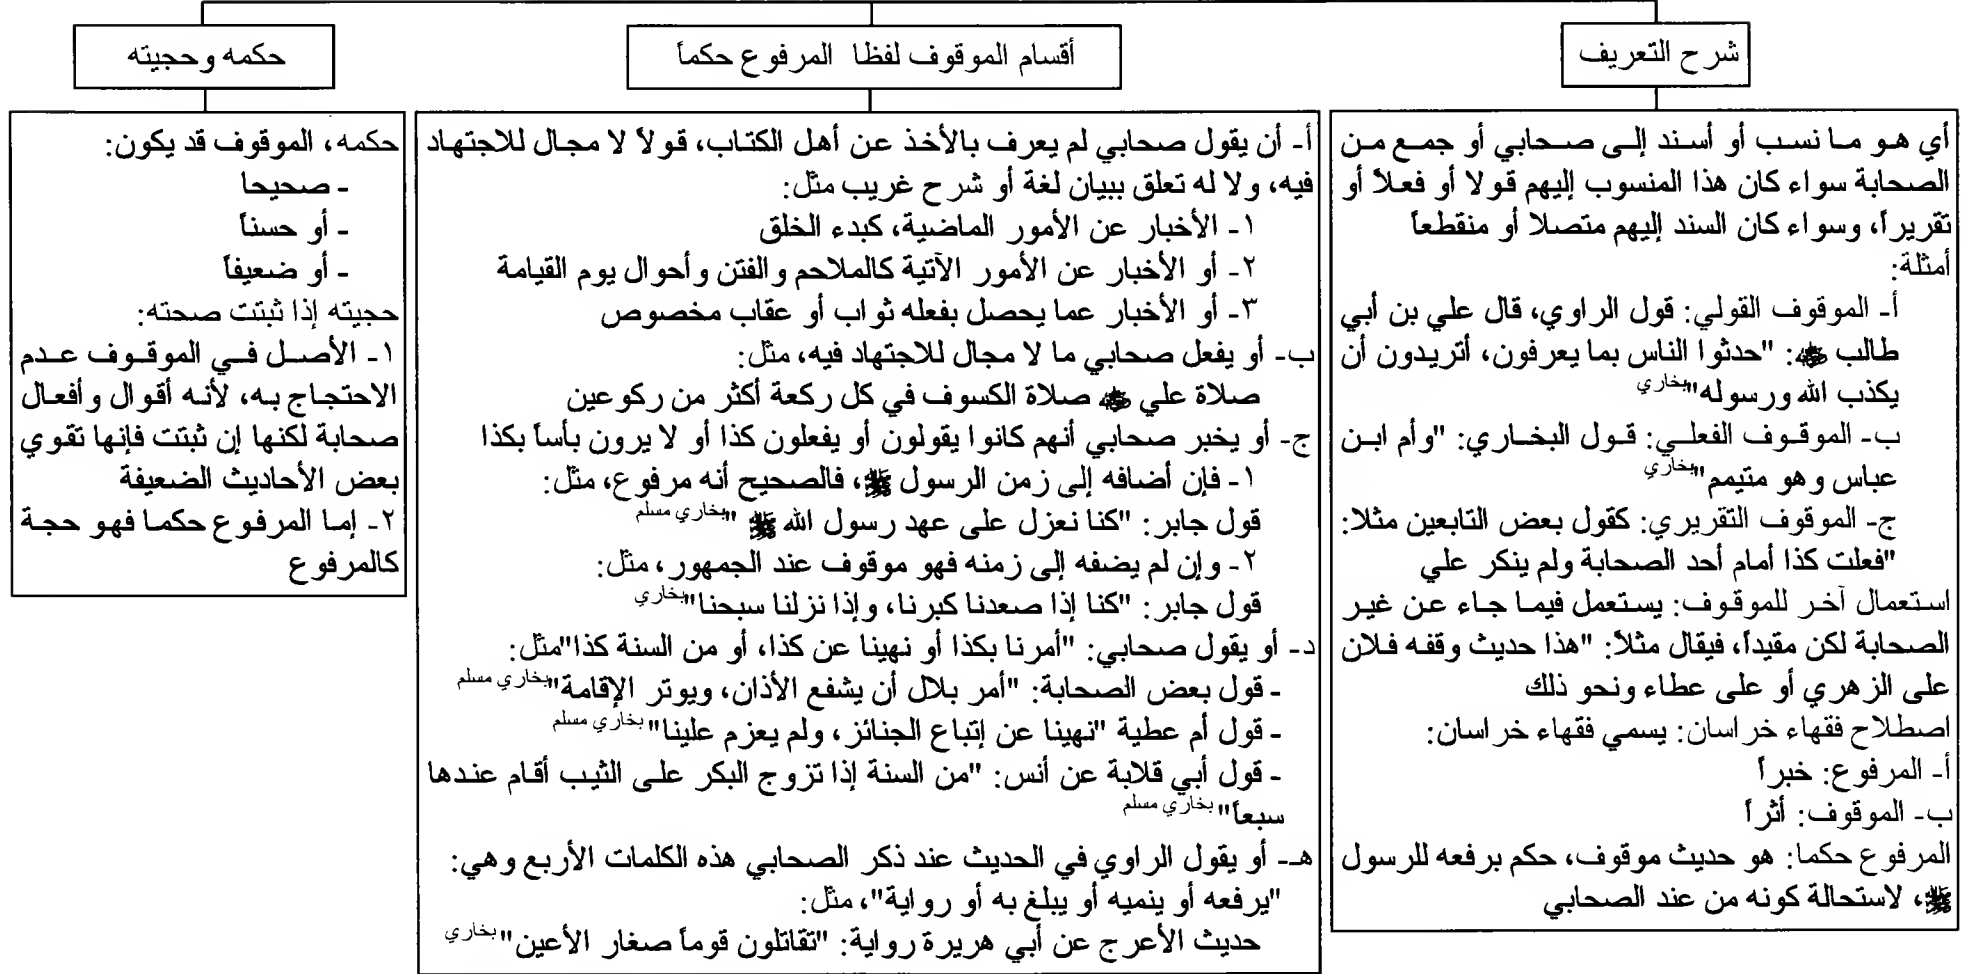 شرح التعريف
أي هو ما نسب أو أسند إلى صحابي أو جمع من
الصحابة سواء كان هذا المنسوب إليهم قولا أو فعلاً أو
تقريراً، وسواء كان السند إليهم متصلا أو منقطعاً
أمثلة:
أ- الموقوف القولي: قول الراوي، قال علي بن أبي
طالب ﷺ: "حدثوا الناس بما يعرفون، أتريدون أن
يكذب الله ورسوله" بخاري
ب- الموقوف الفعلي: قول البخاري: "وأم ابن
عباس وهو متيمم" بخاري
ج- الموقوف التقريري: كقول بعض التابعين مثلا:
"فعلت كذا أمام أحد الصحابة ولم ينكر علي
استعمال آخر للموقوف: يستعمل فيما جاء عن غير
الصحابة لكن مقيداً، فيقال مثلاً: "هذا حديث وقفه فلان
على الزهري أو على عطاء ونحو ذلك
اصطلاح فقهاء خراسان: يسمي فقهاء خراسان:
أ- المرفوع: خبراً
ب- الموقوف: أثراً
المرفوع حكما: هو حديث موقوف، حكم برفعه للرسول
ﷺ، لاستحالة كونه من عند الصحابي
أقسام الموقوف لفظا المرفوع حكماً
أ- أن يقول صحابي لم يعرف بالأخذ عن أهل الكتاب، قولاً لا مجال للاجتهاد
فيه، ولا له تعلق ببيان لغة أو شرح غريب مثل:
١- الأخبار عن الأمور الماضية، كبدء الخلق
٢- أو الأخبار عن الأمور الآتية كالملاحم والفتن وأحوال يوم القيامة
٣- أو الأخبار عما يحصل بفعله ثواب أو عقاب مخصوص
ب- أو يفعل صحابي ما لا مجال للاجتهاد فيه، مثل:
صلاة علي رضي الله عنه صلاة الكسوف في كل ركعة أكثر من ركوعين
ج- أو يخبر صحابي أنهم كانوا يقولون أو يفعلون كذا أو لا يرون بأساً بكذا
١- فإن أضافه إلى زمن الرسول ﷺ، فالصحيح أنه مرفوع، مثل:
قول جابر: "كنا نعزل على عهد رسول الله ﷺ" بخاري مسلم
٢- وإن لم يضفه إلى زمنه فهو موقوف عند الجمهور، مثل:
قول جابر: "كنا إذا صعدنا كبرنا، وإذا نزلنا سبحنا" بخاري
د- أو يقول صحابي: "أمرنا بكذا أو نهينا عن كذا، أو من السنة كذا"مثل:
- قول بعض الصحابة: "أمر بلال أن يشفع الأذان، ويوتر الإقامة" بخاري مسلم
- قول أم عطية "نهينا عن إتباع الجنائز، ولم يعزم علينا" بخاري مسلم
- قول أبي قلابة عن أنس: "من السنة إذا تزوج البكر على الثيب أقام عندها
سبعاً" بخاري مسلم
هـ- أو يقول الراوي في الحديث عند ذكر الصحابي هذه الكلمات الأربع وهي:
"يرفعه أو ينميه أو يبلغ به أو رواية"، مثل:
حديث الأعرج عن أبي هريرة رواية: "تقاتلون قوماً صغار الأعين" بخاري
حكمه وحجيته
حكمه، الموقوف قد يكون:
- صحيحا
- أو حسناً
- أو ضعيفاً
حجيته إذا ثبتت صحته:
١- الأصل في الموقوف عدم
الاحتجاج به، لأنه أقوال وأفعال
صحابة لكنها إن ثبتت فإنها تقوي
بعض الأحاديث الضعيفة
٢- إما المرفوع حكما فهو حجة
كالمرفوع